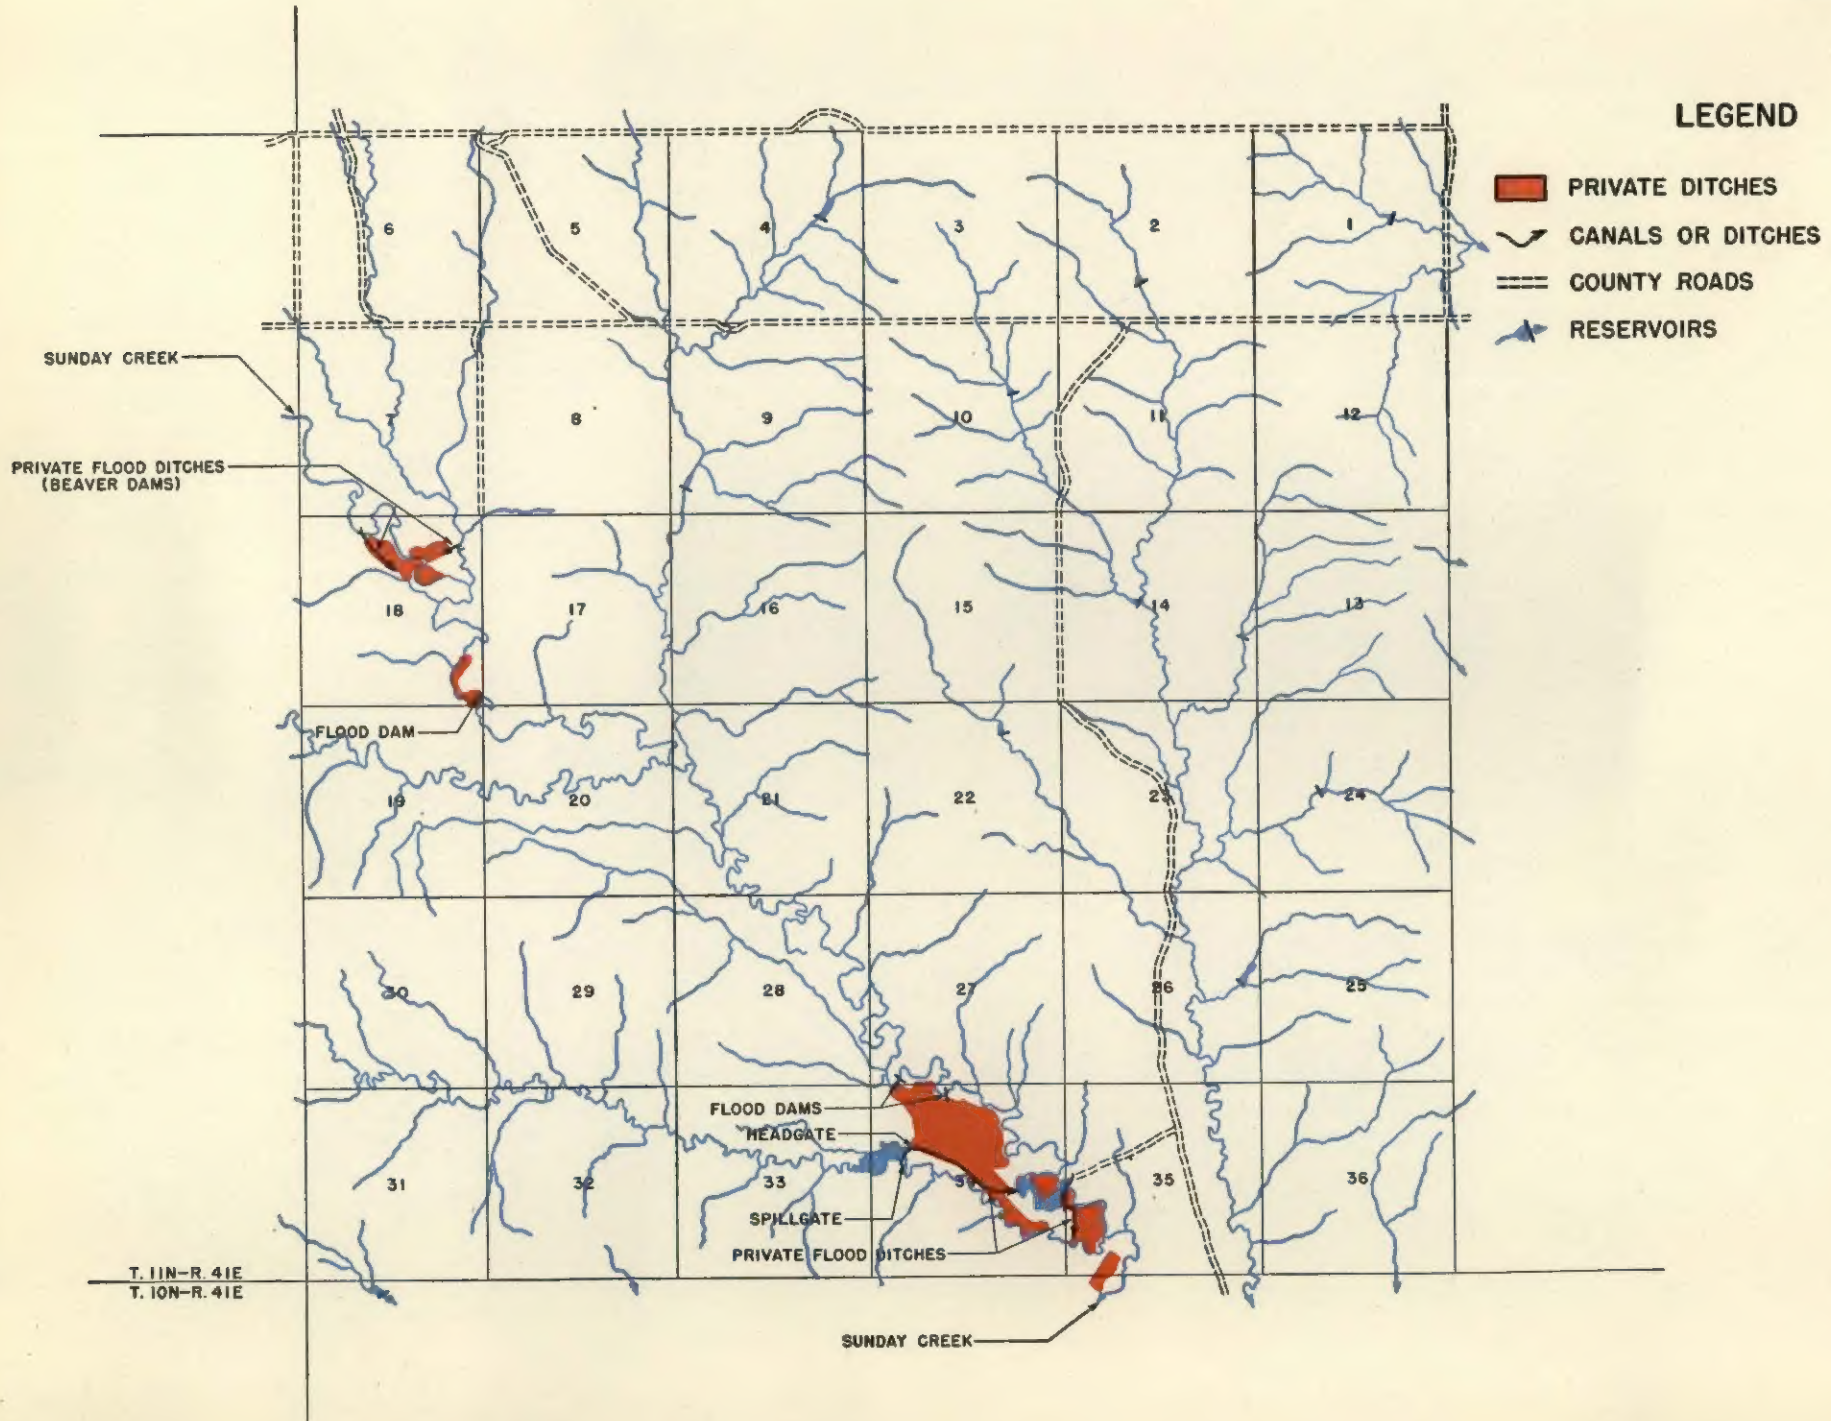 LEGEND
PRIVATE DITCHES
CANALS OR DITCHES
COUNTY ROADS
RESERVOIRS
6 5 4 3 2 1
SUNDAY CREEK
7 8 9 10 11 12
PRIVATE FLOOD DITCHES
(BEAVER DAMS)
18 17 16 15 14 13
FLOOD DAM
19 20 21 22 23 24
30 29 28 27 26 25
FLOOD DAMS
HEADGATE
31 32 33 34 35 36
SPILLGATE
PRIVATE FLOOD DITCHES
T. 11N-R. 41E
T. 10N-R. 41E
SUNDAY CREEK